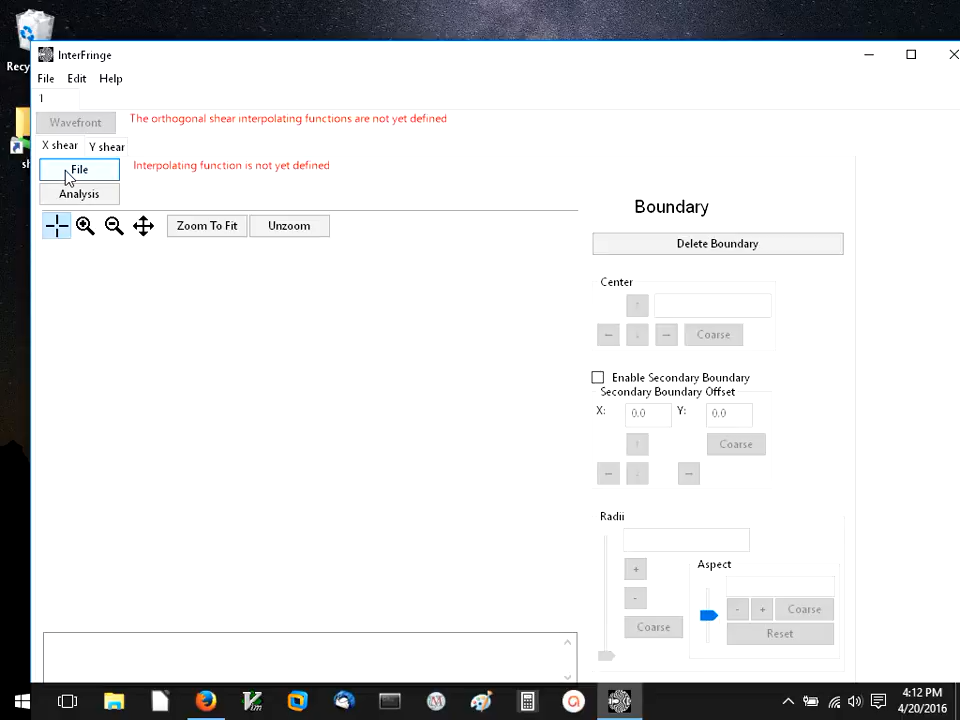 Recy
InterFringe
File Edit Help
1
Wavefront The orthogonal shear interpolating functions are not yet defined
X shear Y shear
File Interpolating function is not yet defined
Analysis
Zoom To Fit Unzoom
Boundary
Delete Boundary
Center
Coarse
Enable Secondary Boundary
Secondary Boundary Offset
X: 0.0 Y: 0.0
Coarse
Radii
Aspect
+
- + Coarse
-
Coarse
Reset
4:12 PM
4/20/2016